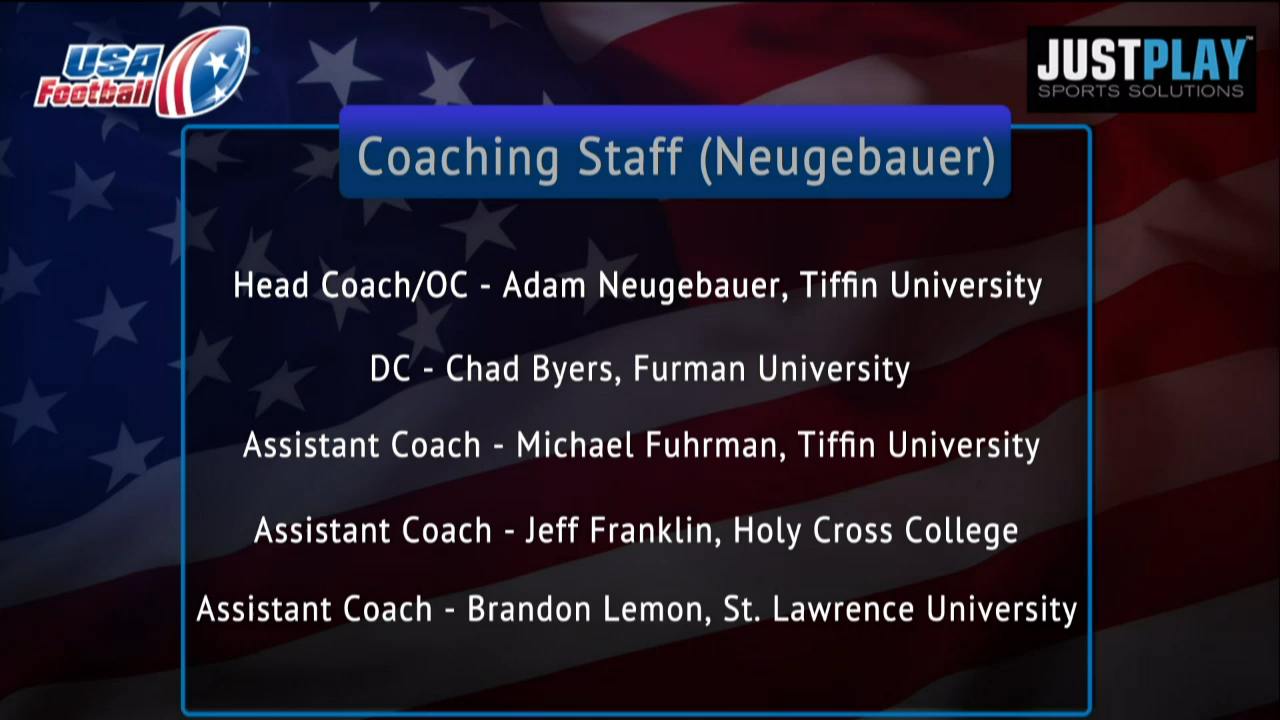 USA
Football
JUSTPLAY™
SPORTS SOLUTIONS
Coaching Staff (Neugebauer)
Head Coach/OC - Adam Neugebauer, Tiffin University
DC - Chad Byers, Furman University
Assistant Coach - Michael Fuhrman, Tiffin University
Assistant Coach - Jeff Franklin, Holy Cross College
Assistant Coach - Brandon Lemon, St. Lawrence University